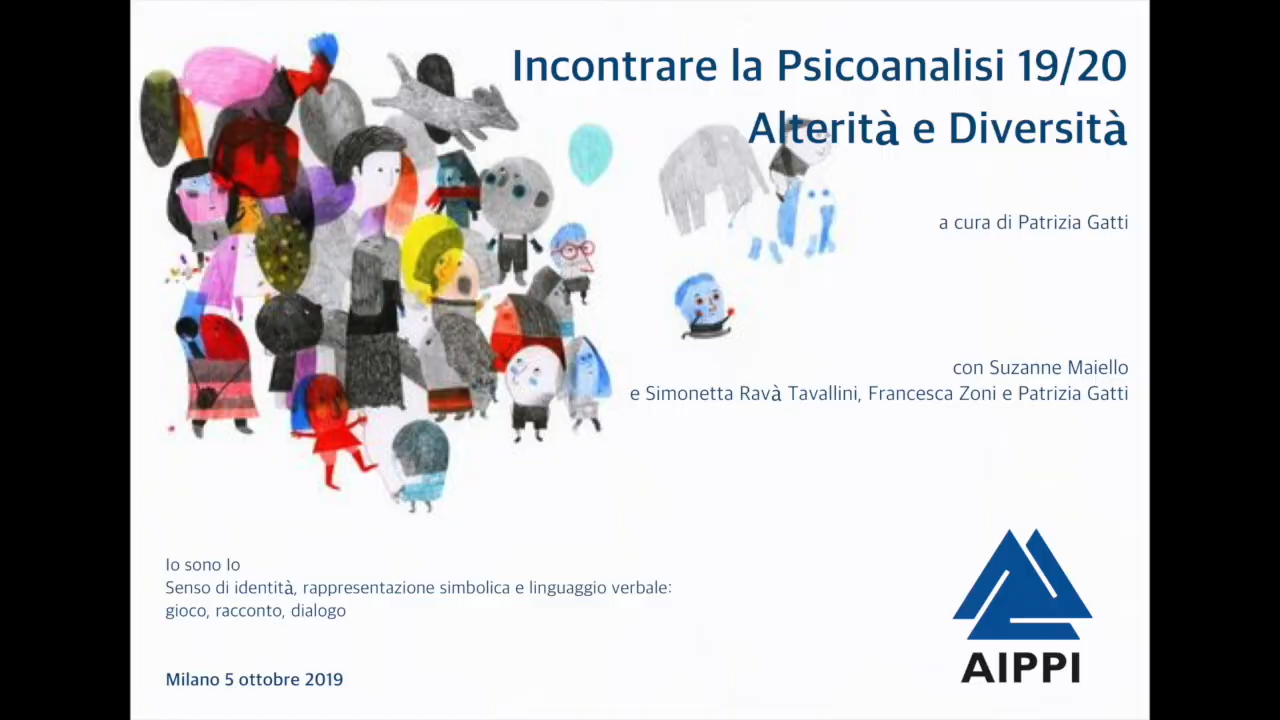 Incontrare la Psicoanalisi 19/20
Alterità e Diversità
a cura di Patrizia Gatti
con Suzanne Maiello
e Simonetta Ravà Tavallini, Francesca Zoni e Patrizia Gatti
Io sono Io
Senso di identità, rappresentazione simbolica e linguaggio verbale:
gioco, racconto, dialogo
Milano 5 ottobre 2019
AIPPI